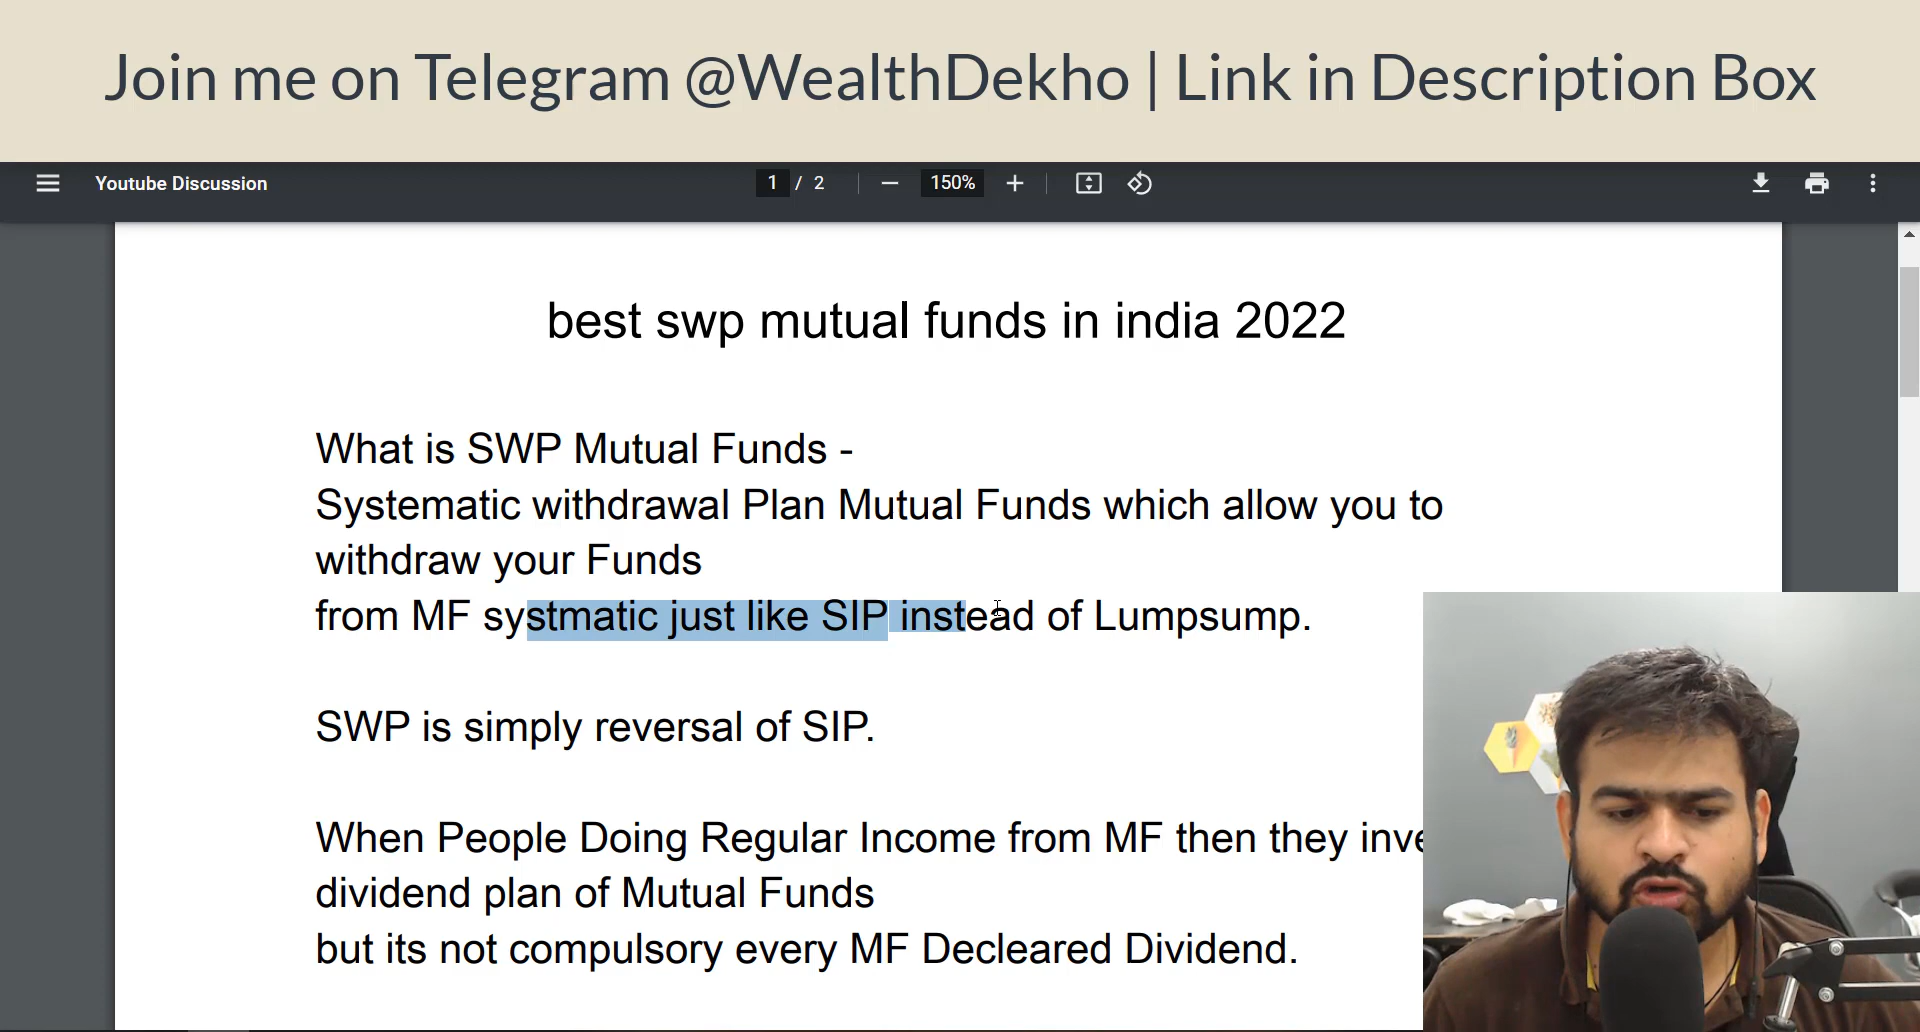 Join me on Telegram @WealthDekho | Link in Description Box
Youtube Discussion
1 / 2
150%
best swp mutual funds in india 2022
What is SWP Mutual Funds -
Systematic withdrawal Plan Mutual Funds which allow you to
withdraw your Funds
from MF systmatic just like SIP instead of Lumpsump.
SWP is simply reversal of SIP.
When People Doing Regular Income from MF then they
dividend plan of Mutual Funds
but its not compulsory every MF Decleared Dividend.